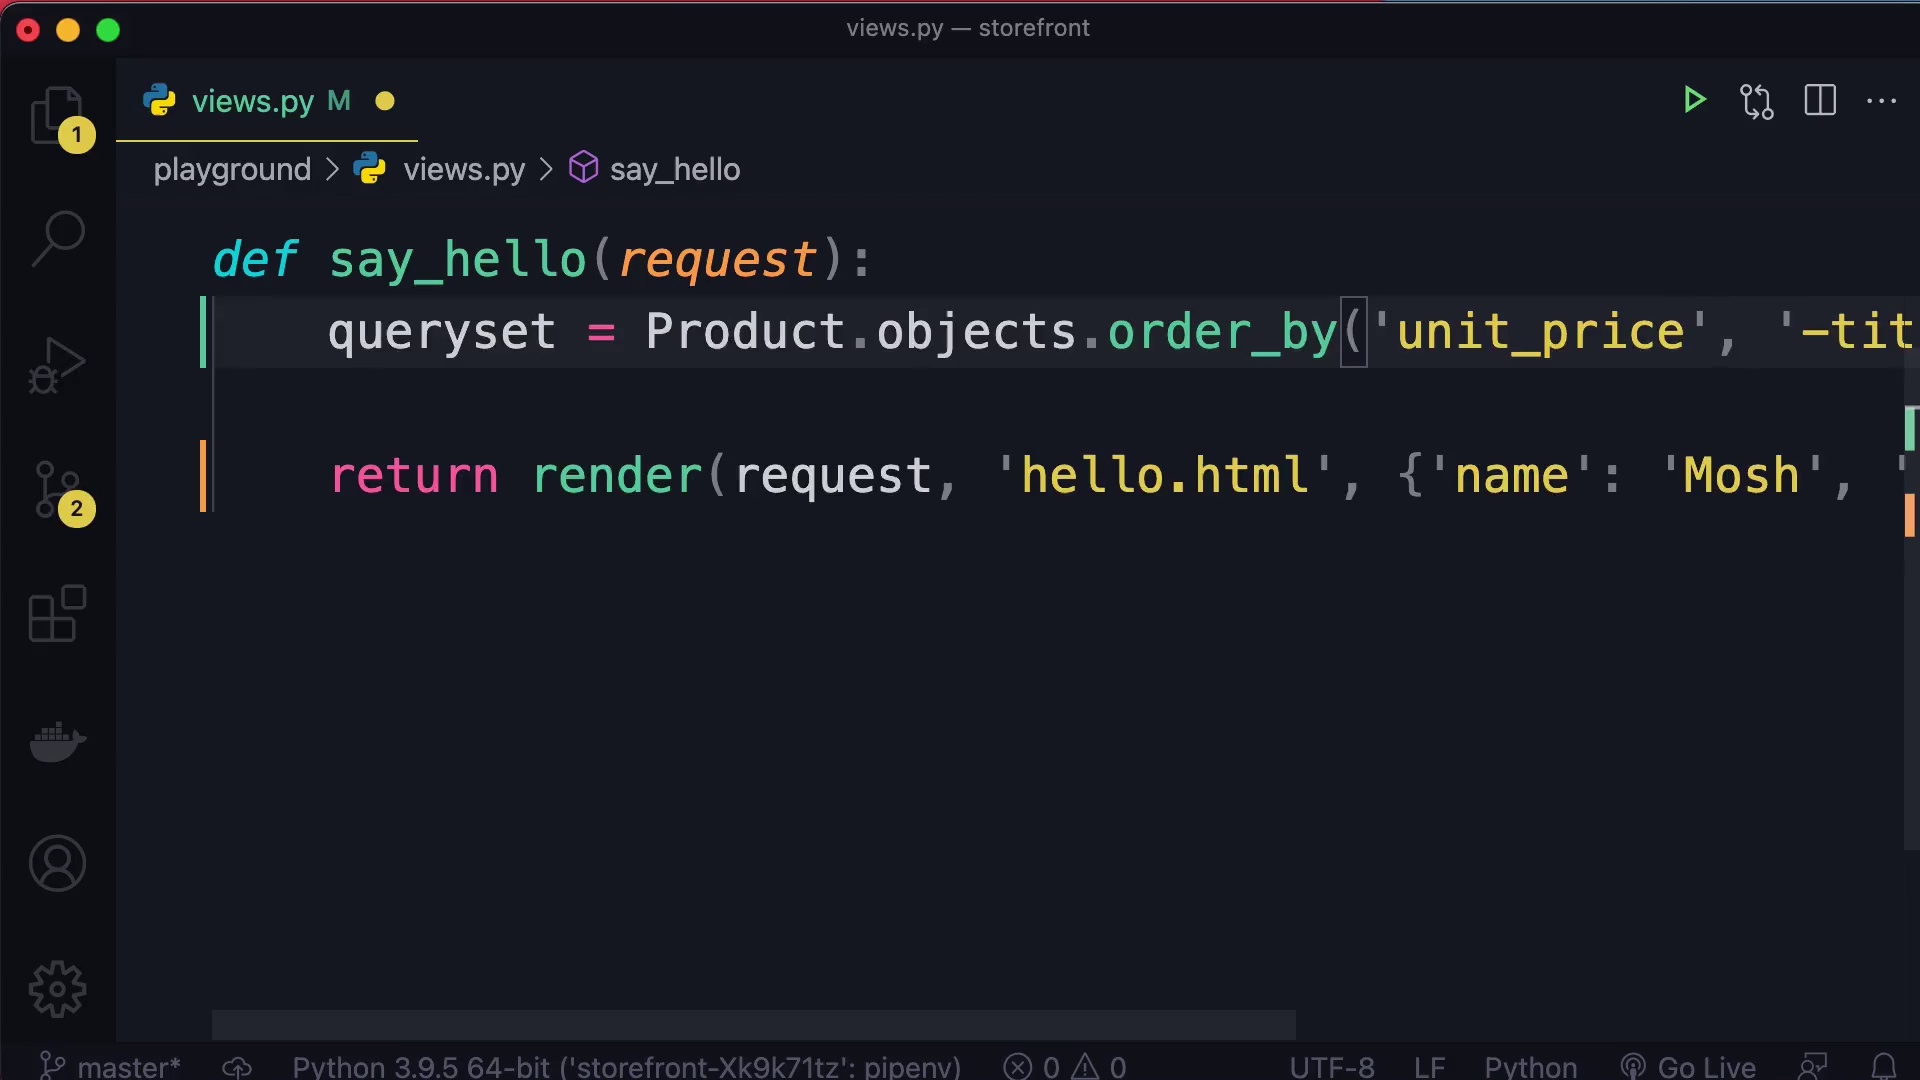 views.py — storefront
views.py M
1
playground > views.py > say_hello
def say_hello(request):
queryset = Product.objects.order_by('unit_price', '-tit
return render(request, 'hello.html', {'name': 'Mosh', '
2
master* Python 3.9.5 64-bit ('storefront-Xk9k71tz': pipenv) 0 0 UTF-8 LF Python Go Live